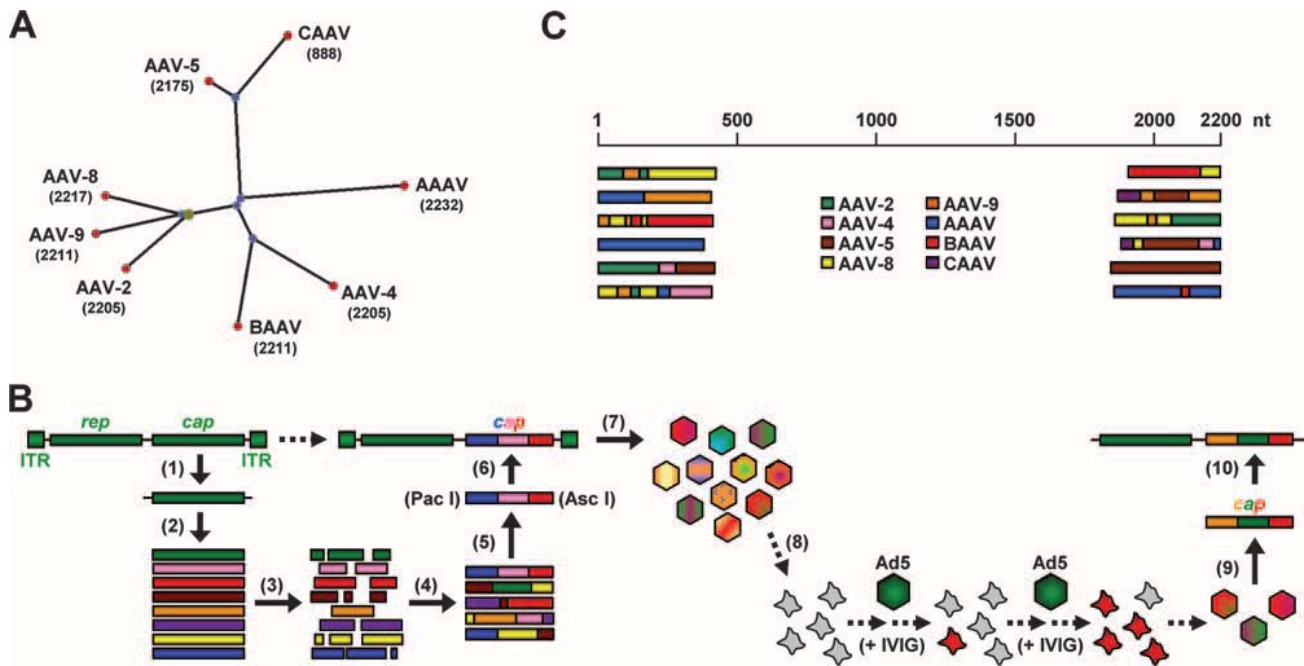 A
CAAV
(888)
AAV-5
(2175)
AAV-8
(2217)
AAAV
(2232)
AAV-9
(2211)
AAV-2
(2205)
AAV-4
(2205)
BAAV
(2211)
C
1 500 1000 1500 2000 2200 nt
AAV-2 AAV-9
AAV-4 AAAV
AAV-5 BAAV
AAV-8 CAAV
B
rep cap
ITR ITR
(1)
(2)
(3)
(4)
(5)
(Pac I) (Asc I)
(6)
cap
(7)
(8)
Ad5 Ad5
(+ IVIG) (+ IVIG)
(9)
cap
(10)